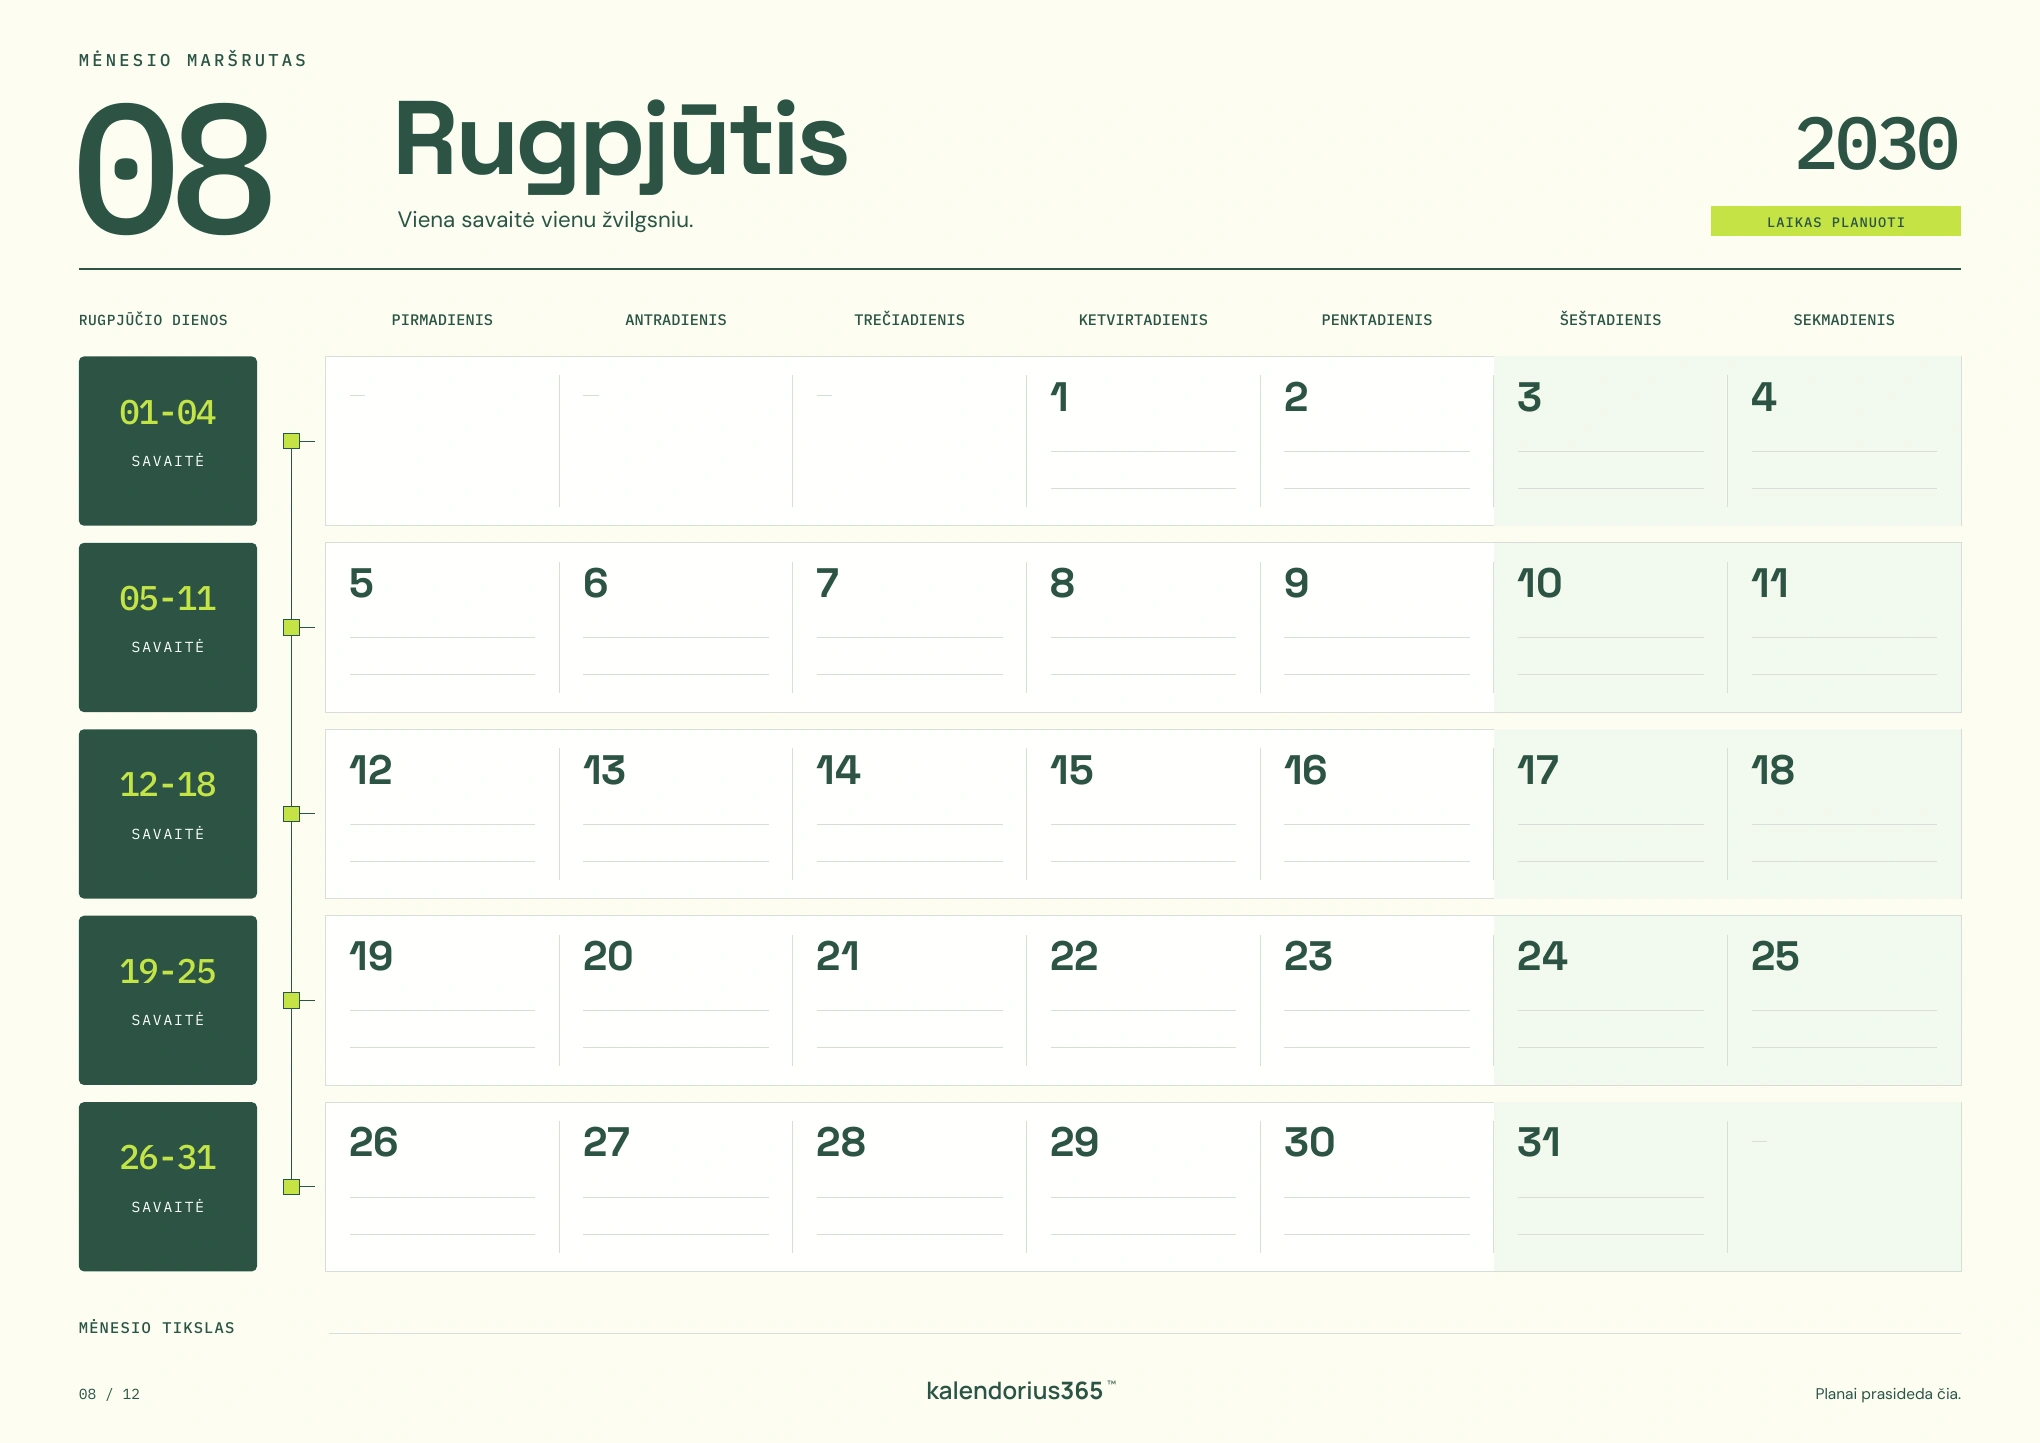 MĖNESIO MARŠRUTAS
08 Rugpjūtis 2030
Viena savaitė vienu žvilgsniu.
LAIKAS PLANUOTI
RUGPJŪČIO DIENOS PIRMADIENIS ANTRADIENIS TREČIADIENIS KETVIRTADIENIS PENKTADIENIS ŠEŠTADIENIS SEKMADIENIS
01-04 — — — 1 2 3 4
SAVAITĖ
05-11 5 6 7 8 9 10 11
SAVAITĖ
12-18 12 13 14 15 16 17 18
SAVAITĖ
19-25 19 20 21 22 23 24 25
SAVAITĖ
26-31 26 27 28 29 30 31 —
SAVAITĖ
MĖNESIO TIKSLAS
08 / 12 kalendorius365™ Planai prasideda čia.